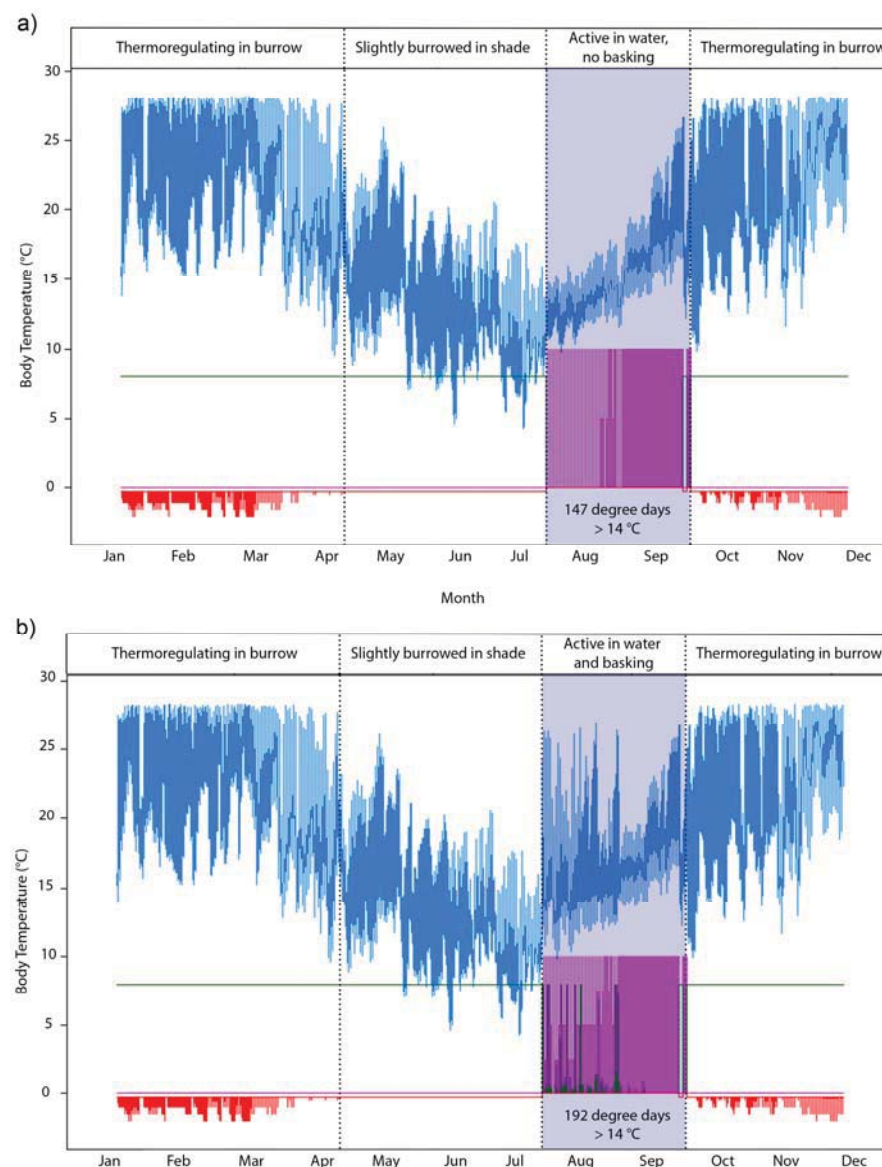 a)
Thermoregulating in burrow
Slightly burrowed in shade
Active in water,
no basking
Thermoregulating in burrow
30
25
20
15
10
5
0
Body Temperature (°C)
147 degree days
> 14 °C
Jan Feb Mar Apr May Jun Jul Aug Sep Oct Nov Dec
Month
b)
Thermoregulating in burrow
Slightly burrowed in shade
Active in water
and basking
Thermoregulating in burrow
30
25
20
15
10
5
0
Body Temperature (°C)
192 degree days
> 14 °C
Jan Feb Mar Apr May Jun Jul Aug Sep Oct Nov Dec